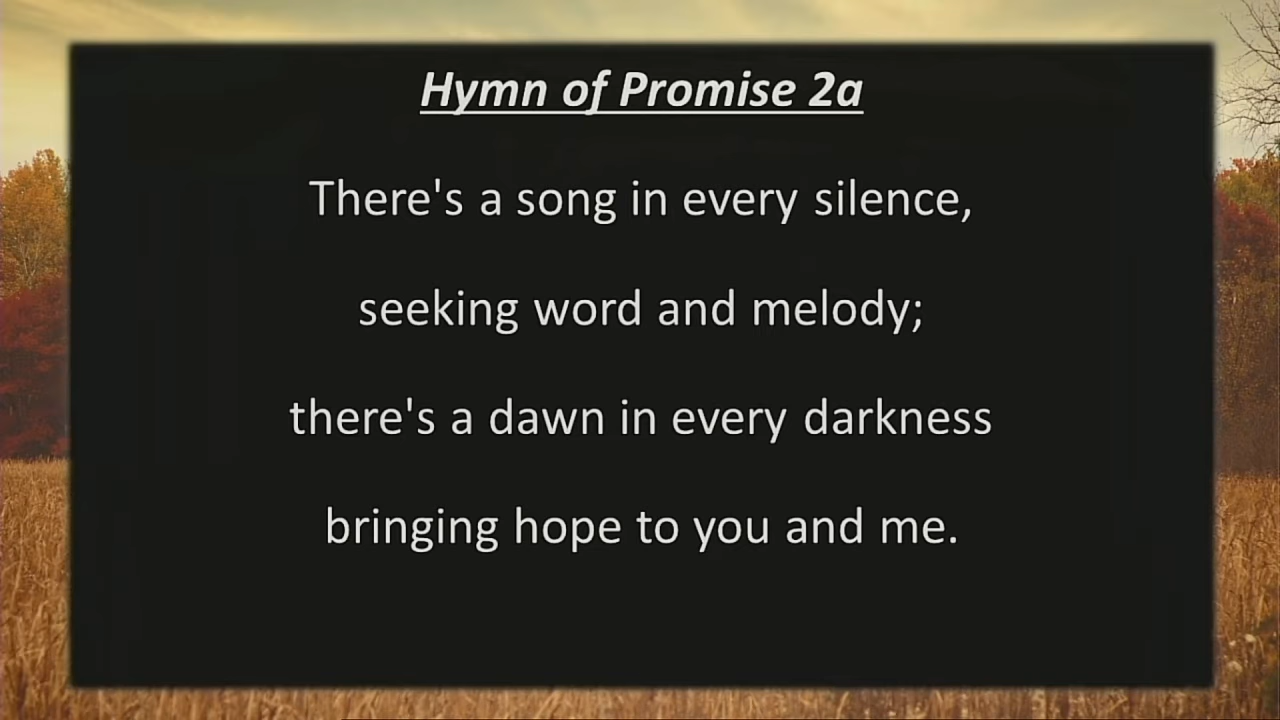 Hymn of Promise 2a
There's a song in every silence,
seeking word and melody;
there's a dawn in every darkness
bringing hope to you and me.